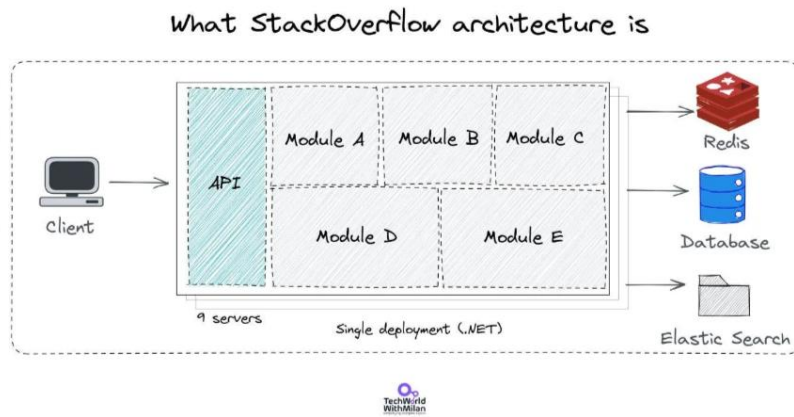 What StackOverflow architecture is
Client
API
Module A
Module B
Module C
Module D
Module E
9 servers
Single deployment (.NET)
Redis
Database
Elastic Search
TechWorld
WithMilan